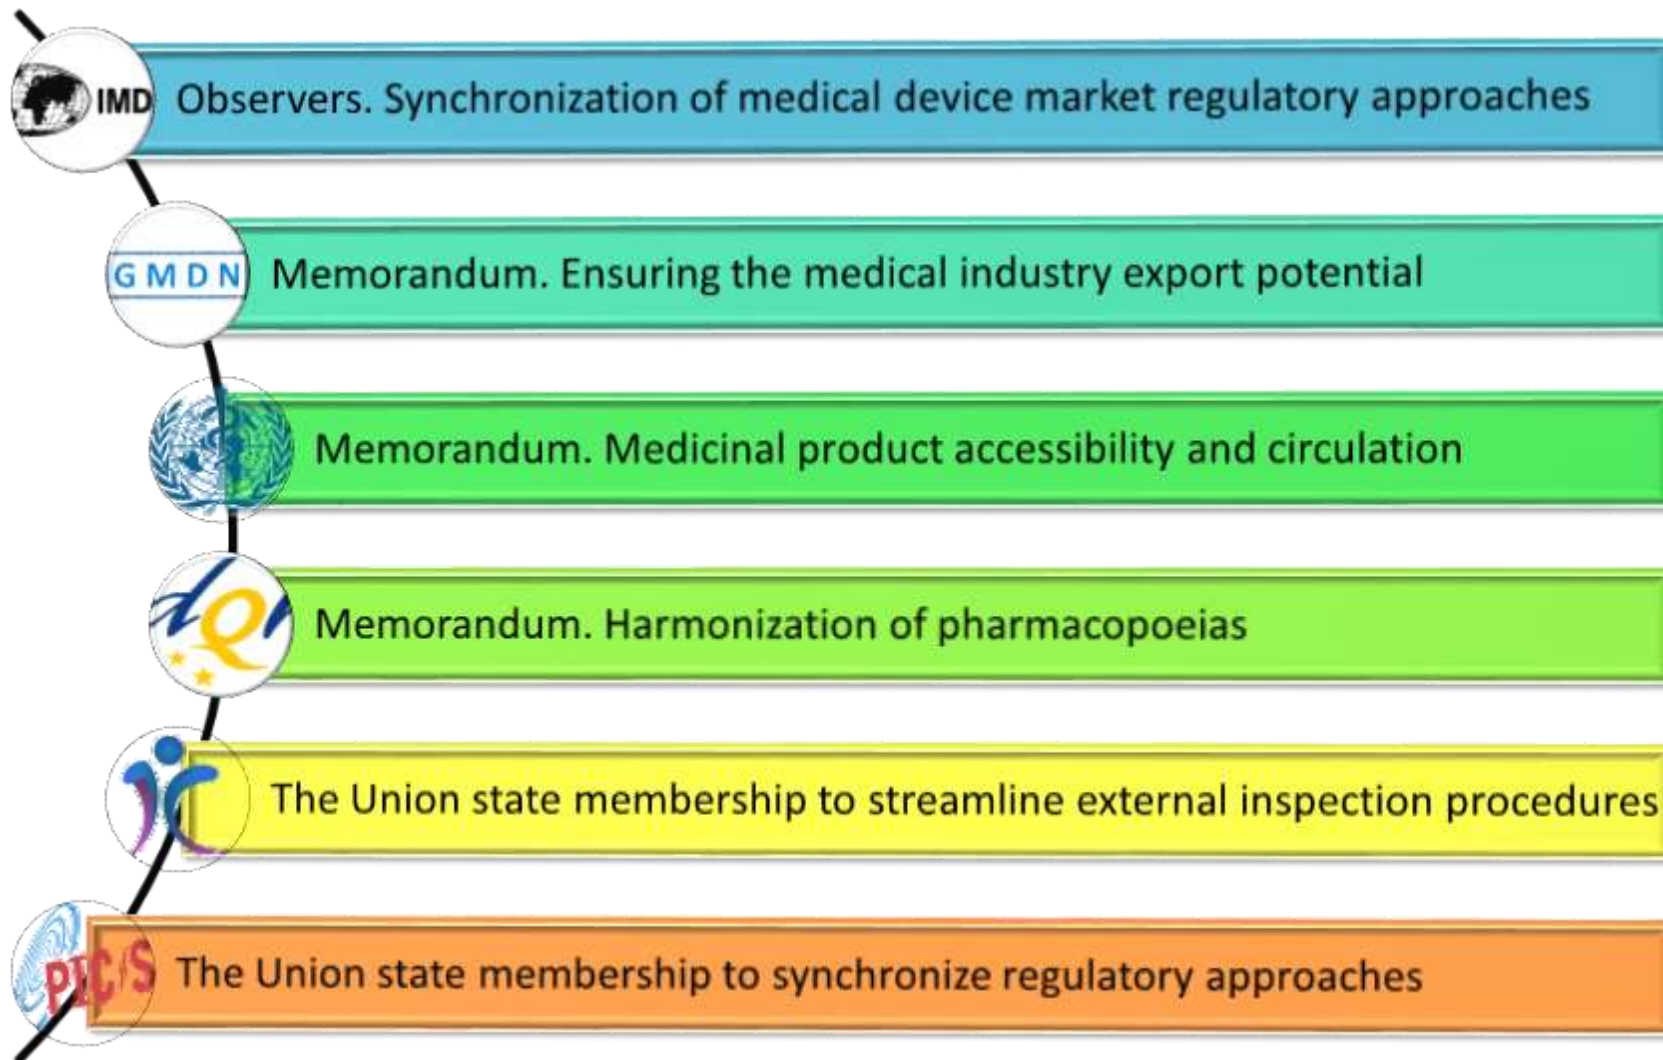 IMD
Observers. Synchronization of medical device market regulatory approaches
GMDN
Memorandum. Ensuring the medical industry export potential
Memorandum. Medicinal product accessibility and circulation
dQ
Memorandum. Harmonization of pharmacopoeias
The Union state membership to streamline external inspection procedures
PIC/S
The Union state membership to synchronize regulatory approaches